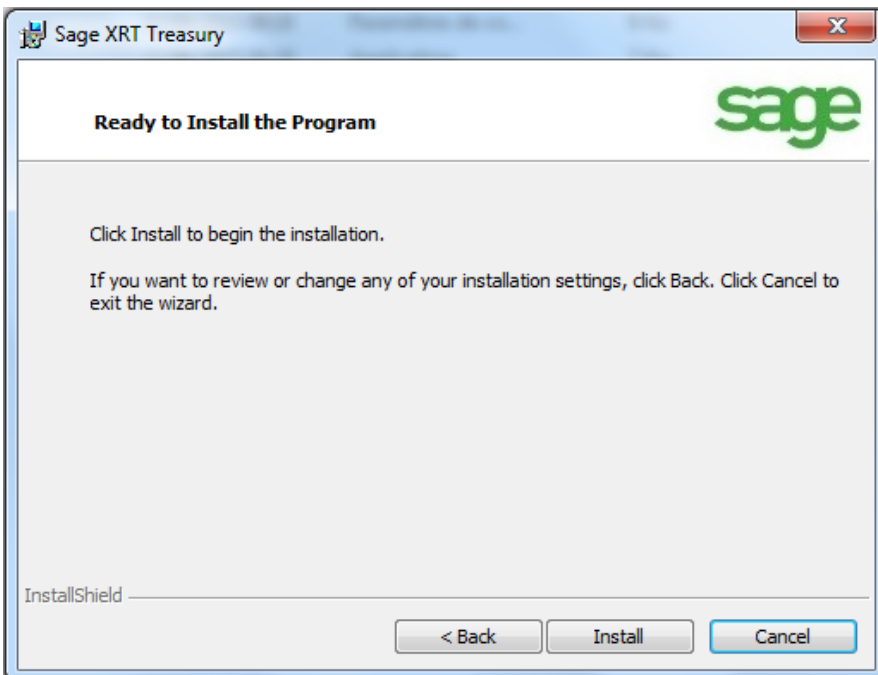 Sage XRT Treasury
Ready to Install the Program
sage
Click Install to begin the installation.
If you want to review or change any of your installation settings, click Back. Click Cancel to
exit the wizard.
InstallShield
< Back
Install
Cancel